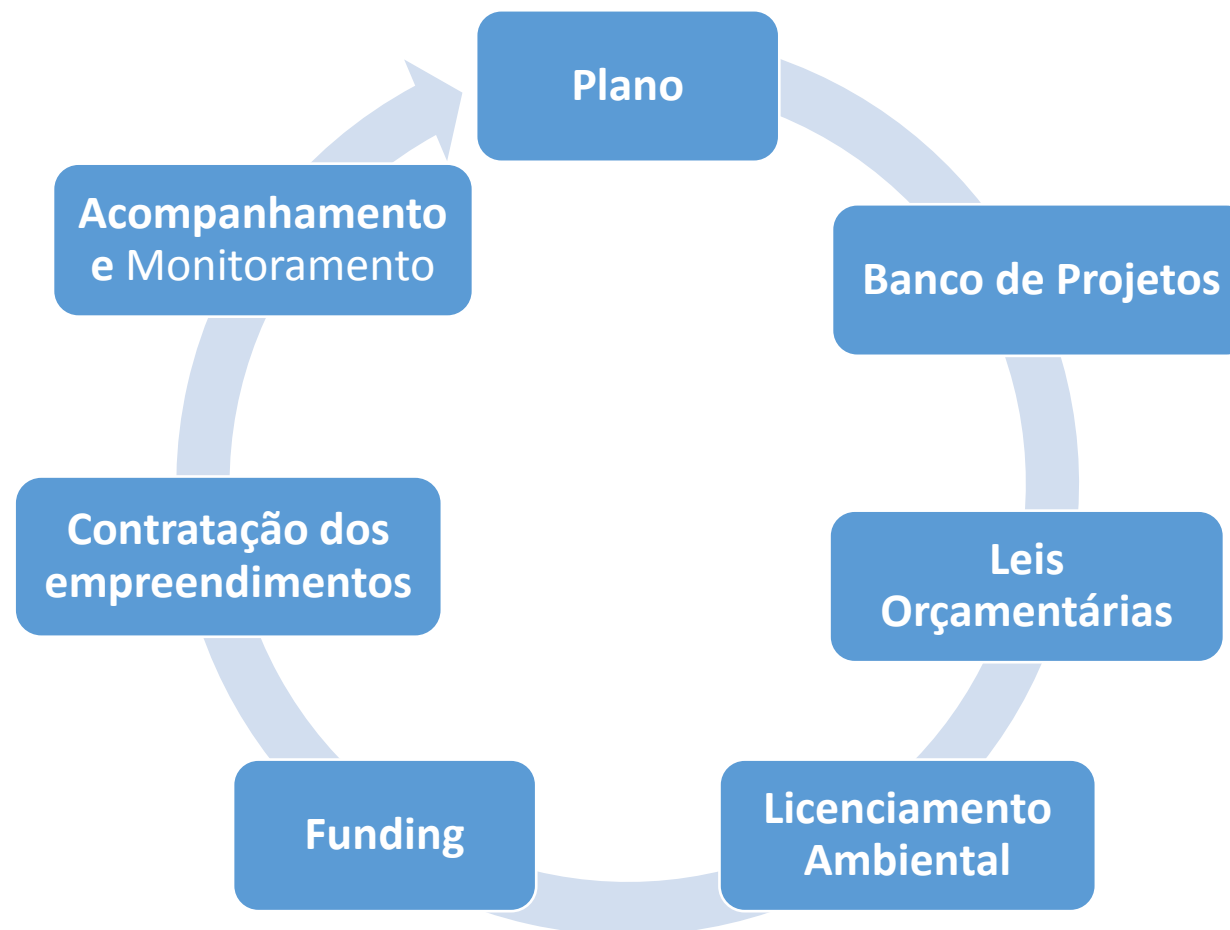 Plano
Banco de Projetos
Leis
Orçamentárias
Licenciamento
Ambiental
Funding
Contratação dos
empreendimentos
Acompanhamento
e Monitoramento